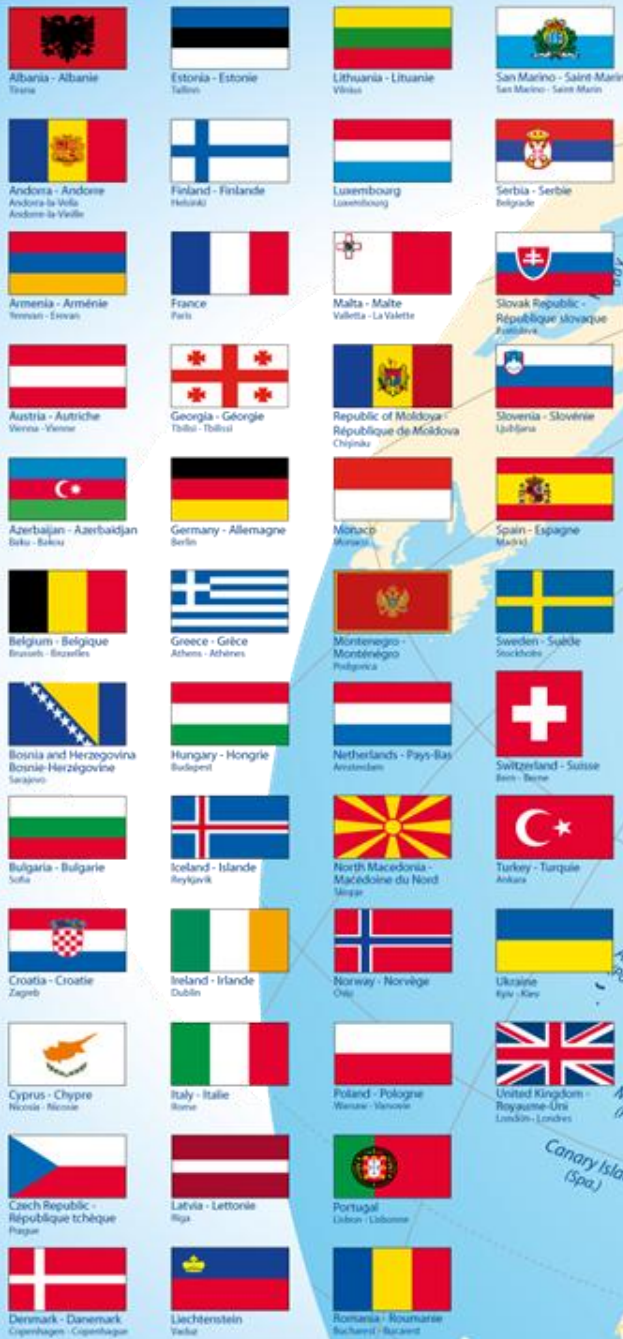 Albania - Albanie
Tirana
Andorra - Andorre
Andorra-la-Vella
Andorre-la-Vieille
Armenia - Arménie
Yerevan - Erevan
Austria - Autriche
Vienna - Vienne
Azerbaijan - Azerbaïdjan
Baku - Bakou
Belgium - Belgique
Brussels - Bruxelles
Bosnia and Herzegovina
Bosnie-Herzégovine
Sarajevo
Bulgaria - Bulgarie
Sofia
Croatia - Croatie
Zagreb
Cyprus - Chypre
Nicosia - Nicosie
Czech Republic -
République tchèque
Prague
Denmark - Danemark
Copenhagen - Copenhague
Estonia - Estonie
Tallinn
Finland - Finlande
Helsinki
France
Paris
Georgia - Géorgie
Tbilisi - Tbilissi
Germany - Allemagne
Berlin
Greece - Grèce
Athens - Athènes
Hungary - Hongrie
Budapest
Iceland - Islande
Reykjavik
Ireland - Irlande
Dublin
Italy - Italie
Rome
Latvia - Lettonie
Riga
Liechtenstein
Vaduz
Lithuania - Lituanie
Vilnius
Luxembourg
Luxembourg
Malta - Malte
Valletta - La Valette
Republic of Moldova -
République de Moldova
Chişinău
Monaco
Monaco
Montenegro -
Monténégro
Podgorica
Netherlands - Pays-Bas
Amsterdam
North Macedonia -
Macédoine du Nord
Skopje
Norway - Norvège
Oslo
Poland - Pologne
Warsaw - Varsovie
Portugal
Lisbon - Lisbonne
Romania - Roumanie
Bucharest - Bucarest
San Marino - Saint-Marin
San Marino - Saint-Marin
Serbia - Serbie
Belgrade
Slovak Republic -
République slovaque
Bratislava
Slovenia - Slovénie
Ljubljana
Spain - Espagne
Madrid
Sweden - Suède
Stockholm
Switzerland - Suisse
Bern - Berne
Turkey - Turquie
Ankara
Ukraine
Kyiv - Kiev
United Kingdom -
Royaume-Uni
London - Londres
Canary Isla
(Spa.)